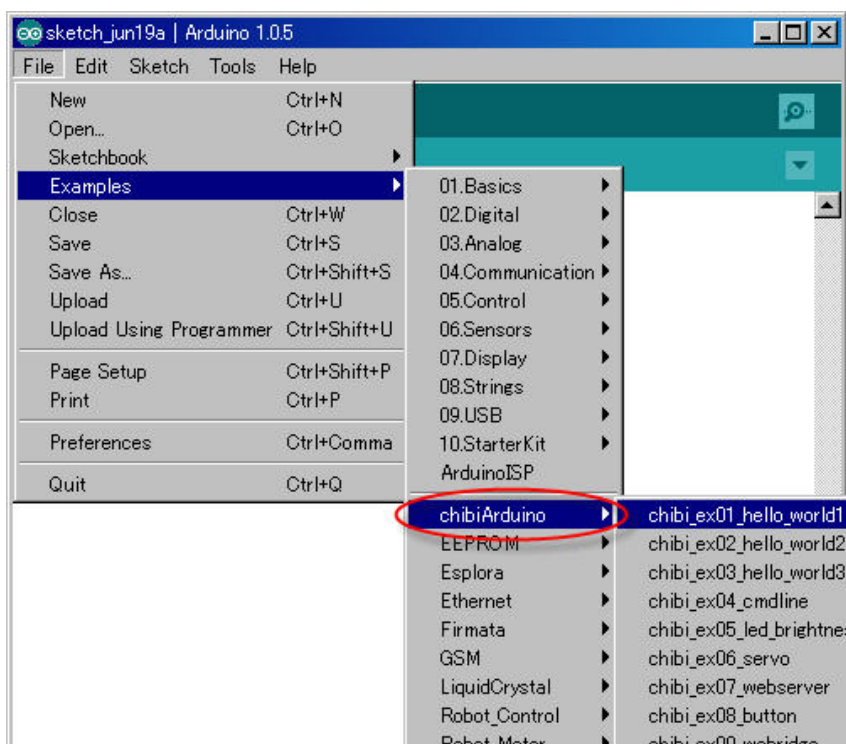 sketch_jun19a | Arduino 1.0.5
File Edit Sketch Tools Help
New Ctrl+N
Open... Ctrl+O
Sketchbook
Examples
Close Ctrl+W
Save Ctrl+S
Save As... Ctrl+Shift+S
Upload Ctrl+U
Upload Using Programmer Ctrl+Shift+U
Page Setup Ctrl+Shift+P
Print Ctrl+P
Preferences Ctrl+Comma
Quit Ctrl+Q
01.Basics
02.Digital
03.Analog
04.Communication
05.Control
06.Sensors
07.Display
08.Strings
09.USB
10.StarterKit
ArduinoISP
chibiArduino
EEPROM
Esplora
Ethernet
Firmata
GSM
LiquidCrystal
Robot_Control
Robot_Motor
chibi_ex01_hello_world1
chibi_ex02_hello_world2
chibi_ex03_hello_world3
chibi_ex04_cmdline
chibi_ex05_led_brightne
chibi_ex06_servo
chibi_ex07_webserver
chibi_ex08_button